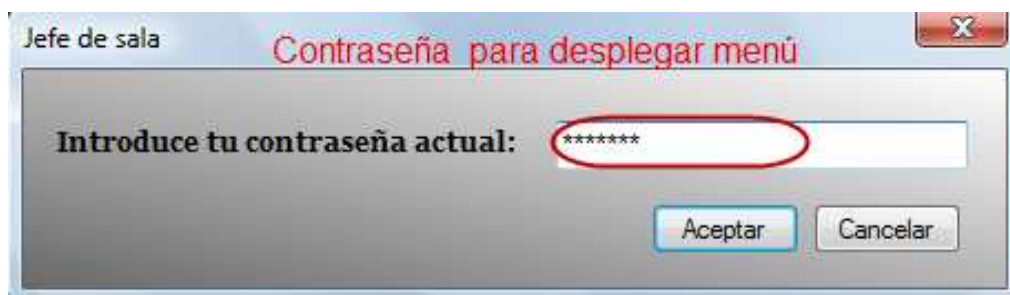 Jefe de sala
Contraseña para desplegar menú
X
Introduce tu contraseña actual:
*******
Aceptar
Cancelar